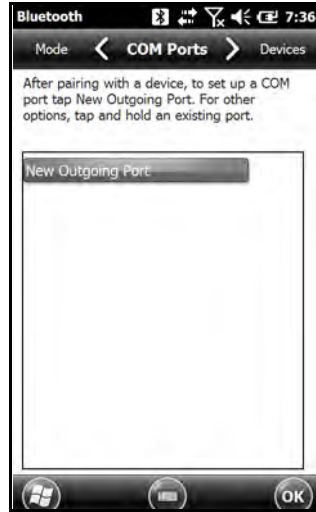 Bluetooth 7:36
Mode COM Ports Devices
After pairing with a device, to set up a COM
port tap New Outgoing Port. For other
options, tap and hold an existing port.
New Outgoing Port
OK